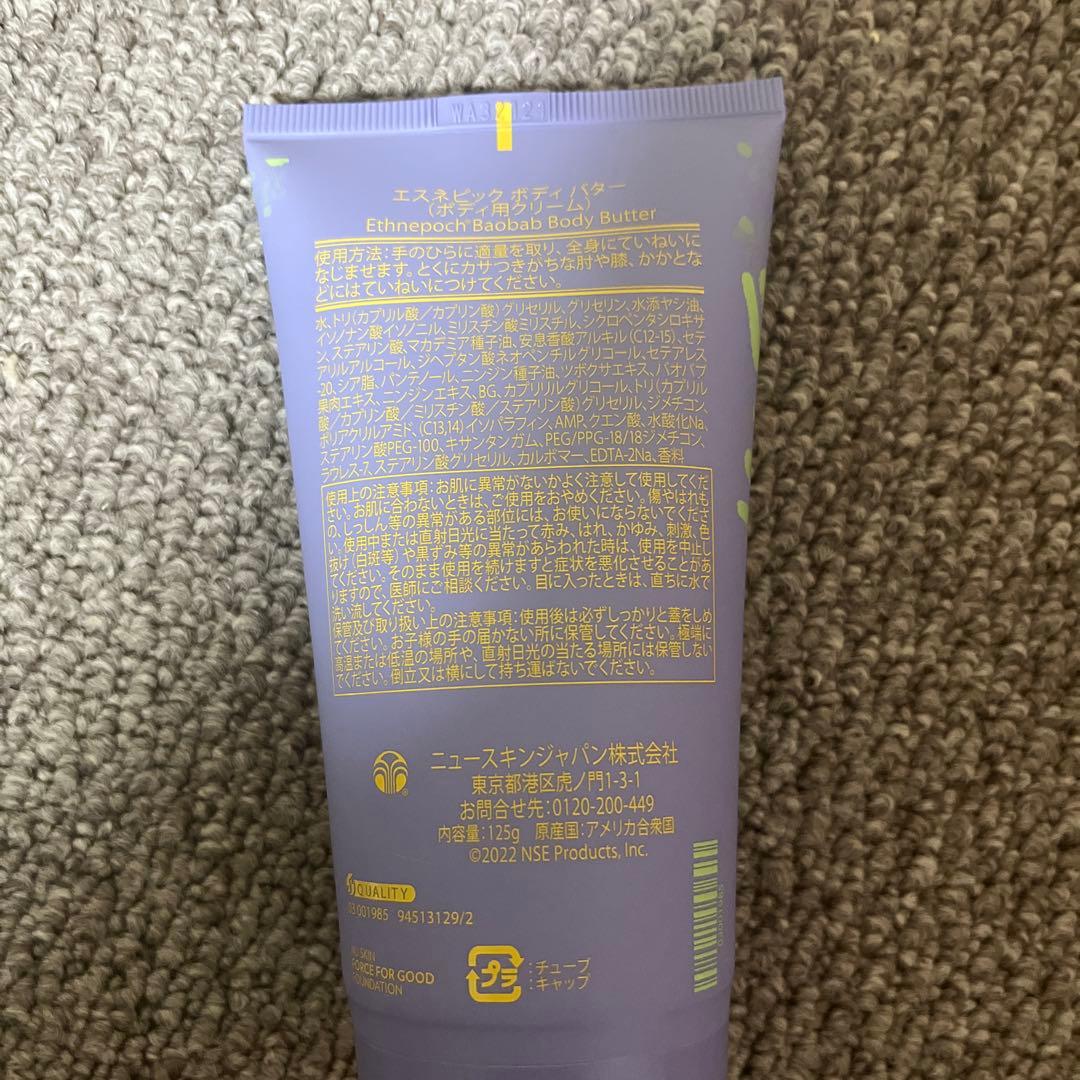 エスネピック ボディ バター
（ボディ用クリーム）
Ethnepoch® Baobab Body Butter
使用方法：手のひらに適量を取り、全身にていねいに
なじませます。とくにカサつきがちな肘や膝、かかとな
どにはていねいにつけてください。
水、トリ(カプリル酸／カプリン酸)グリセリル、グリセリン、水添ヤシ油、
イソノナン酸イソノニル、ミリスチン酸ミリスチル、シクロペンタシロキサ
ン、ステアリン酸、マカデミア種子油、安息香酸アルキル(C12-15)、セテ
アリルアルコール、ジヘプタン酸ネオペンチルグリコール、セテアレス
-20、シア脂、パンテノール、ニンジン種子油、ツボクサエキス、バオバブ
果肉エキス、ニンジンエキス、BG、カプリリルグリコール、トリ(カプリル
酸／カプリン酸／ミリスチン酸／ステアリン酸)グリセリル、ジメチコン、
ポリアクリルアミド、(C13,14)イソパラフィン、AMP、クエン酸、水酸化Na、
ステアリン酸PEG-100、キサンタンガム、PEG/PPG-18/18ジメチコン、
ラウレス-7、ステアリン酸グリセリル、カルボマー、EDTA-2Na、香料
使用上の注意事項：お肌に異常がないかよく注意して使用してくだ
さい。お肌に合わないときは、ご使用をおやめください。傷やはれも
の、しっしん等の異常がある部位には、お使いにならないでくださ
い。使用中または直射日光に当たって赤み、はれ、かゆみ、刺激、色
抜け(白斑等)や黒ずみ等の異常があらわれた時は、使用を中止し
てください。そのまま使用を続けますと症状を悪化させることがあ
りますので、医師にご相談ください。目に入ったときは、直ちに水で
洗い流してください。
保管及び取り扱い上の注意事項：使用後は必ずしっかりと蓋をしめ
てください。お子様の手の届かない所に保管してください。極端に
高温または低温の場所や、直射日光の当たる場所には保管しない
でください。倒立又は横にして持ち運ばないでください。
ニュースキンジャパン株式会社
東京都港区虎ノ門1-3-1
お問合せ先：0120-200-449
内容量：125g 原産国：アメリカ合衆国
©2022 NSE Products, Inc.
QUALITY
03 001985 94513129/2
NU SKIN
FORCE FOR GOOD
FOUNDATION
プラ
：チューブ
：キャップ
03001985